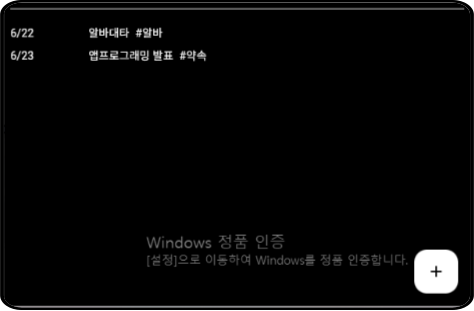 6/22 알바대타 #알바
6/23 앱프로그래밍 발표 #약속
Windows 정품 인증
[설정]으로 이동하여 Windows를 정품 인증합니다.
+